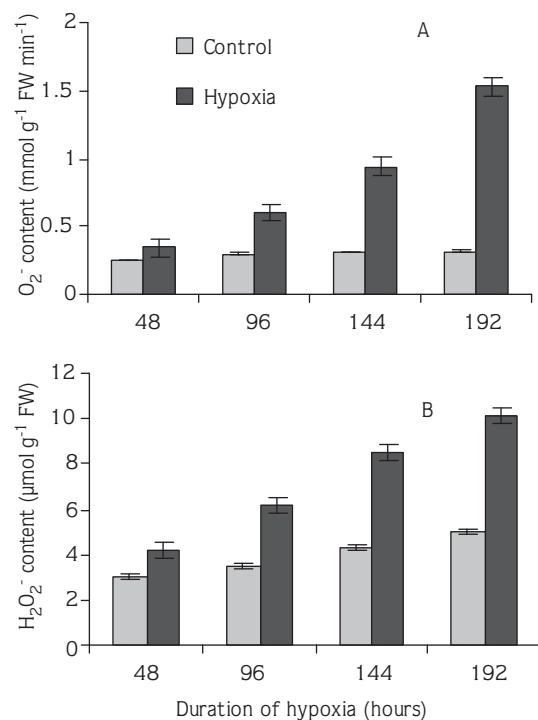 A
Control
Hypoxia
O₂⁻ content (mmol g⁻¹ FW min⁻¹)
2
1.5
1
0.5
0
48 96 144 192
B
H₂O₂⁻ content (μmol g⁻¹ FW)
12
10
8
6
4
2
0
48 96 144 192
Duration of hypoxia (hours)